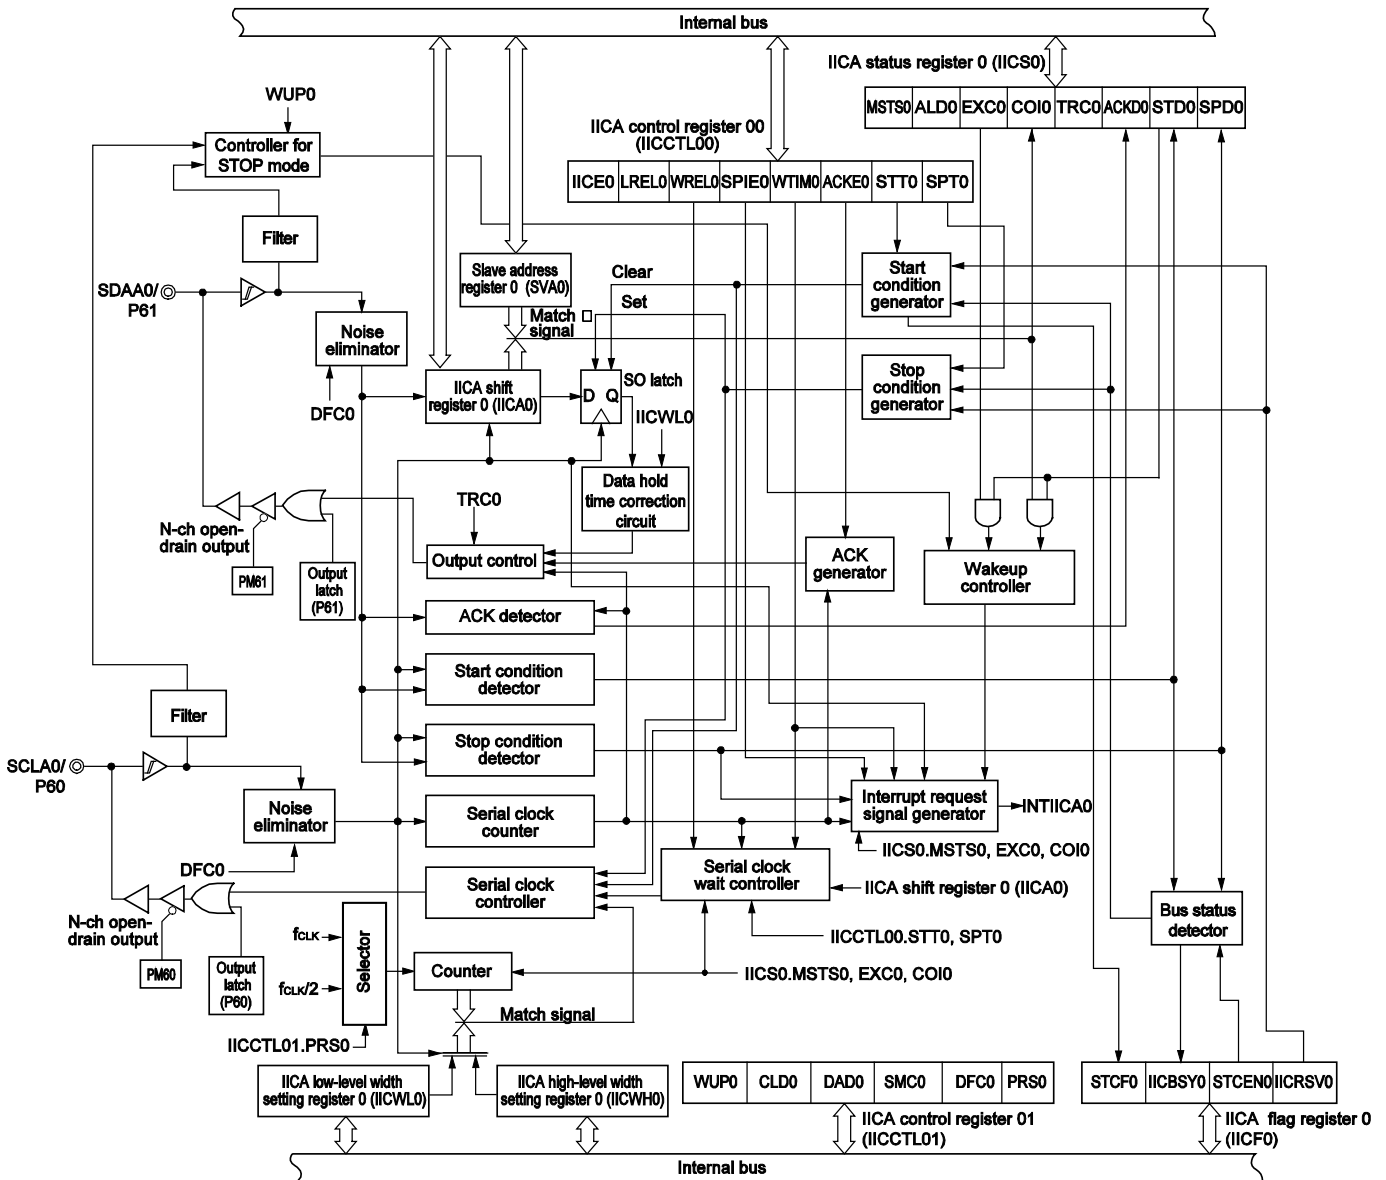 Internal bus
IICA status register 0 (IICS0)
MSTS0 ALD0 EXC0 COI0 TRC0 ACKD0 STD0 SPD0
WUP0
Controller for
STOP mode
IICA control register 00
(IICCTL00)
IICE0 LREL0 WREL0 SPIE0 WTIM0 ACKE0 STT0 SPT0
Filter
Slave address
register 0 (SVA0)
Clear
Set
Start
condition
generator
SDAA0/
P61
Match
signal
Noise
eliminator
DFC0
IICA shift
register 0 (IICA0)
D Q
SO latch
IICWL0
Stop
condition
generator
Data hold
time correction
circuit
TRC0
N-ch open-
drain output
PM61
Output
latch
(P61)
Output control
ACK
generator
Wakeup
controller
ACK detector
Start condition
detector
Filter
Stop condition
detector
SCLA0/
P60
Noise
eliminator
DFC0
Serial clock
counter
Interrupt request
signal generator
INTIICA0
IICS0.MSTS0, EXC0, COI0
Serial clock
wait controller
IICA shift register 0 (IICA0)
Serial clock
controller
N-ch open-
drain output
PM60
Output
latch
(P60)
IICCTL00.STT0, SPT0
Bus status
detector
fCLK
fCLK/2
Selector
Counter
IICS0.MSTS0, EXC0, COI0
Match signal
IICCTL01.PRS0
IICA low-level width
setting register 0 (IICWL0)
IICA high-level width
setting register 0 (IICWH0)
WUP0 CLD0 DAD0 SMC0 DFC0 PRS0
IICA control register 01
(IICCTL01)
STCF0 IICBSY0 STCEN0 IICRSV0
IICA flag register 0
(IICF0)
Internal bus